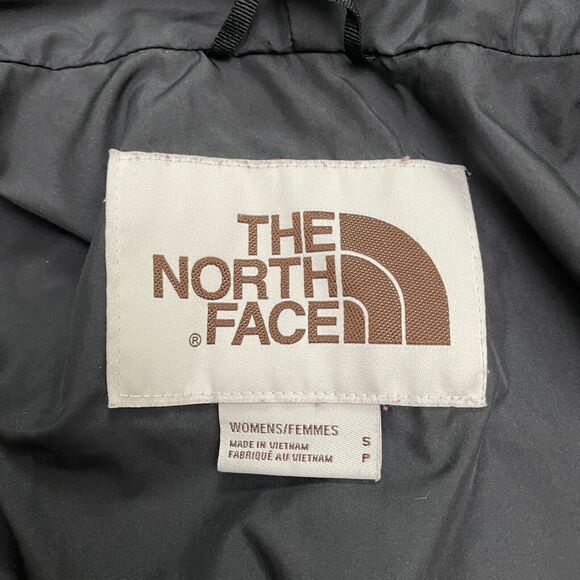 THE
NORTH
® FACE
WOMENS/FEMMES
MADE IN VIETNAM S
FABRIQUÉ AU VIETNAM P